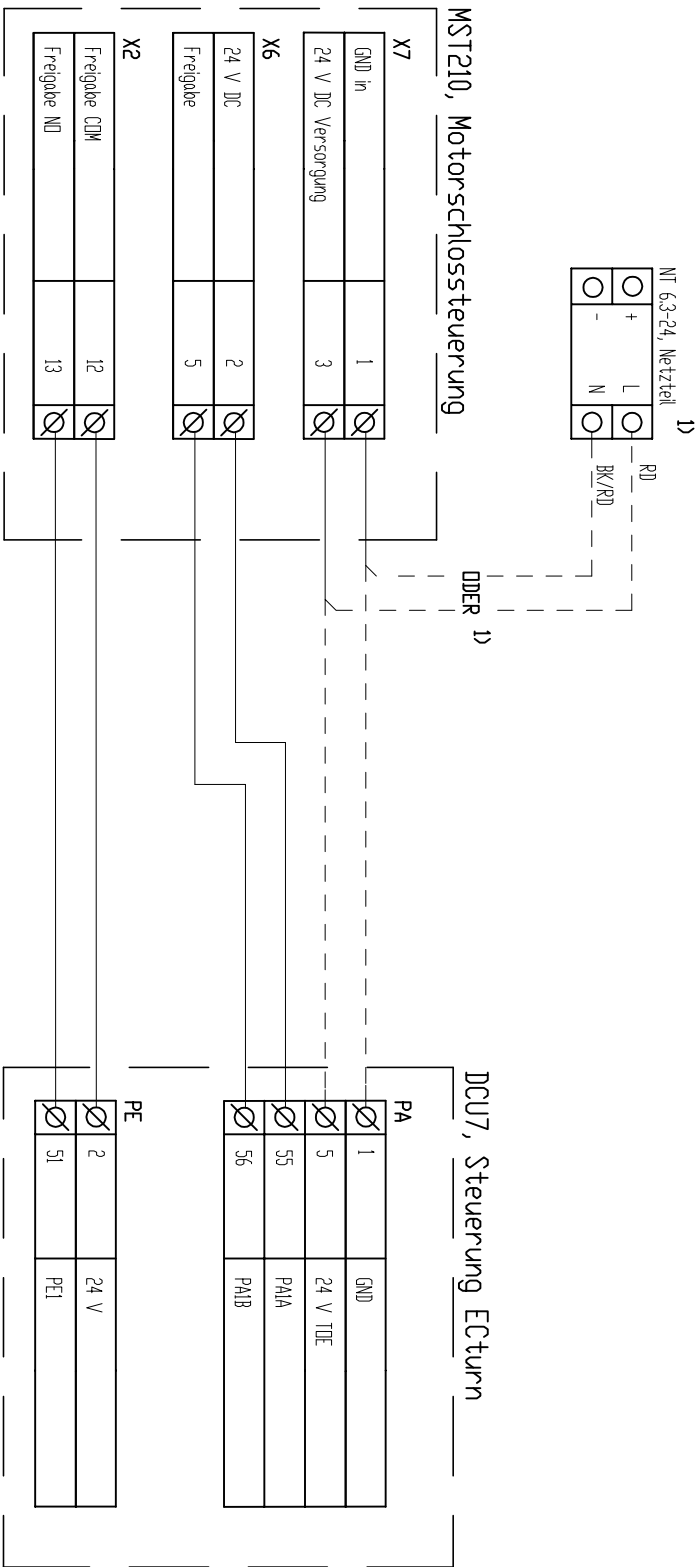 NT 6.3-24, Netzteil
1)
+ L
- N
RD
BK/RD
ODER 1)
MST210, Motorschlosssteuerung
X7
GND in 1
24 V DC Versorgung 3
X6
24 V DC 2
Freigabe 5
X2
Freigabe COM 12
Freigabe NO 13
DCU7, Steuerung ECturn
PA
1 GND
5 24 V TOE
55 PA1A
56 PA1B
PE
2 24 V
51 PE1